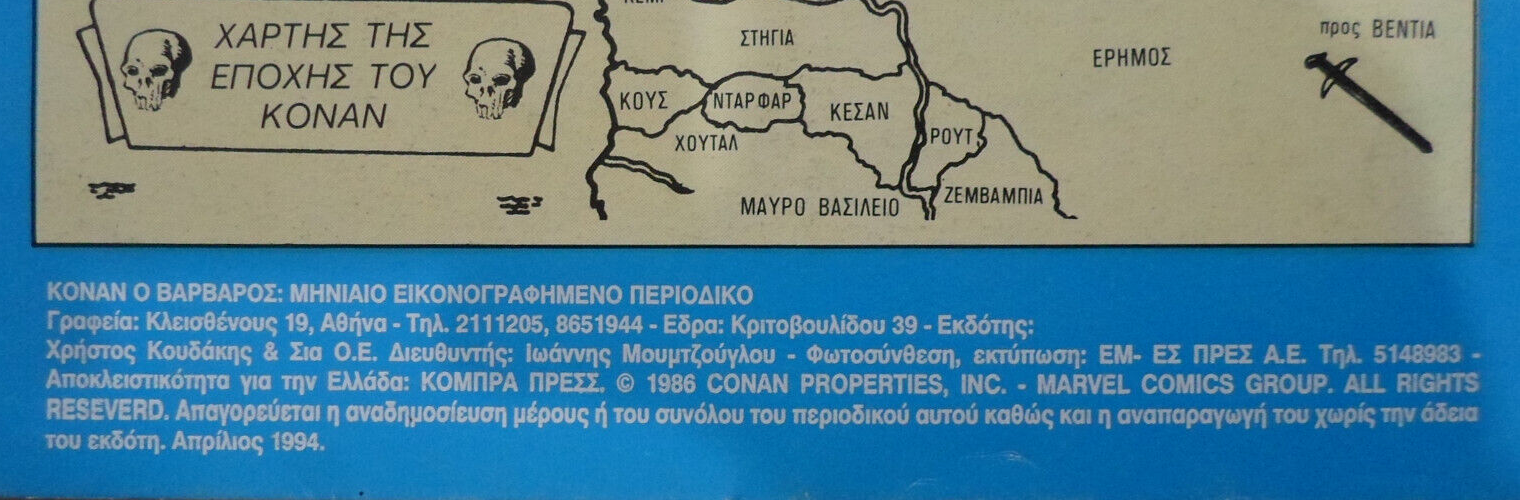 ΚΕΜΙ
ΧΑΡΤΗΣ ΤΗΣ
ΕΠΟΧΗΣ ΤΟΥ
ΚΟΝΑΝ
ΣΤΗΓΙΑ
ΕΡΗΜΟΣ
προς ΒΕΝΤΙΑ
ΚΟΥΣ
ΝΤΑΡΦΑΡ
ΚΕΣΑΝ
ΡΟΥΤ
ΧΟΥΤΑΛ
ΜΑΥΡΟ ΒΑΣΙΛΕΙΟ
ΖΕΜΒΑΜΠΙΑ
ΚΟΝΑΝ Ο ΒΑΡΒΑΡΟΣ: ΜΗΝΙΑΙΟ ΕΙΚΟΝΟΓΡΑΦΗΜΕΝΟ ΠΕΡΙΟΔΙΚΟ
Γραφεία: Κλεισθένους 19, Αθήνα - Τηλ. 2111205, 8651944 - Εδρα: Κριτοβουλίδου 39 - Εκδότης:
Χρήστος Κουδάκης & Σια Ο.Ε. Διευθυντής: Ιωάννης Μουμτζούγλου - Φωτοσύνθεση, εκτύπωση: ΕΜ- ΕΣ ΠΡΕΣ Α.Ε. Τηλ. 5148983 -
Αποκλειστικότητα για την Ελλάδα: ΚΟΜΠΡΑ ΠΡΕΣΣ. © 1986 CONAN PROPERTIES, INC. - MARVEL COMICS GROUP. ALL RIGHTS
RESEVERD. Απαγορεύεται η αναδημοσίευση μέρους ή του συνόλου του περιοδικού αυτού καθώς και η αναπαραγωγή του χωρίς την άδεια
του εκδότη. Απρίλιος 1994.